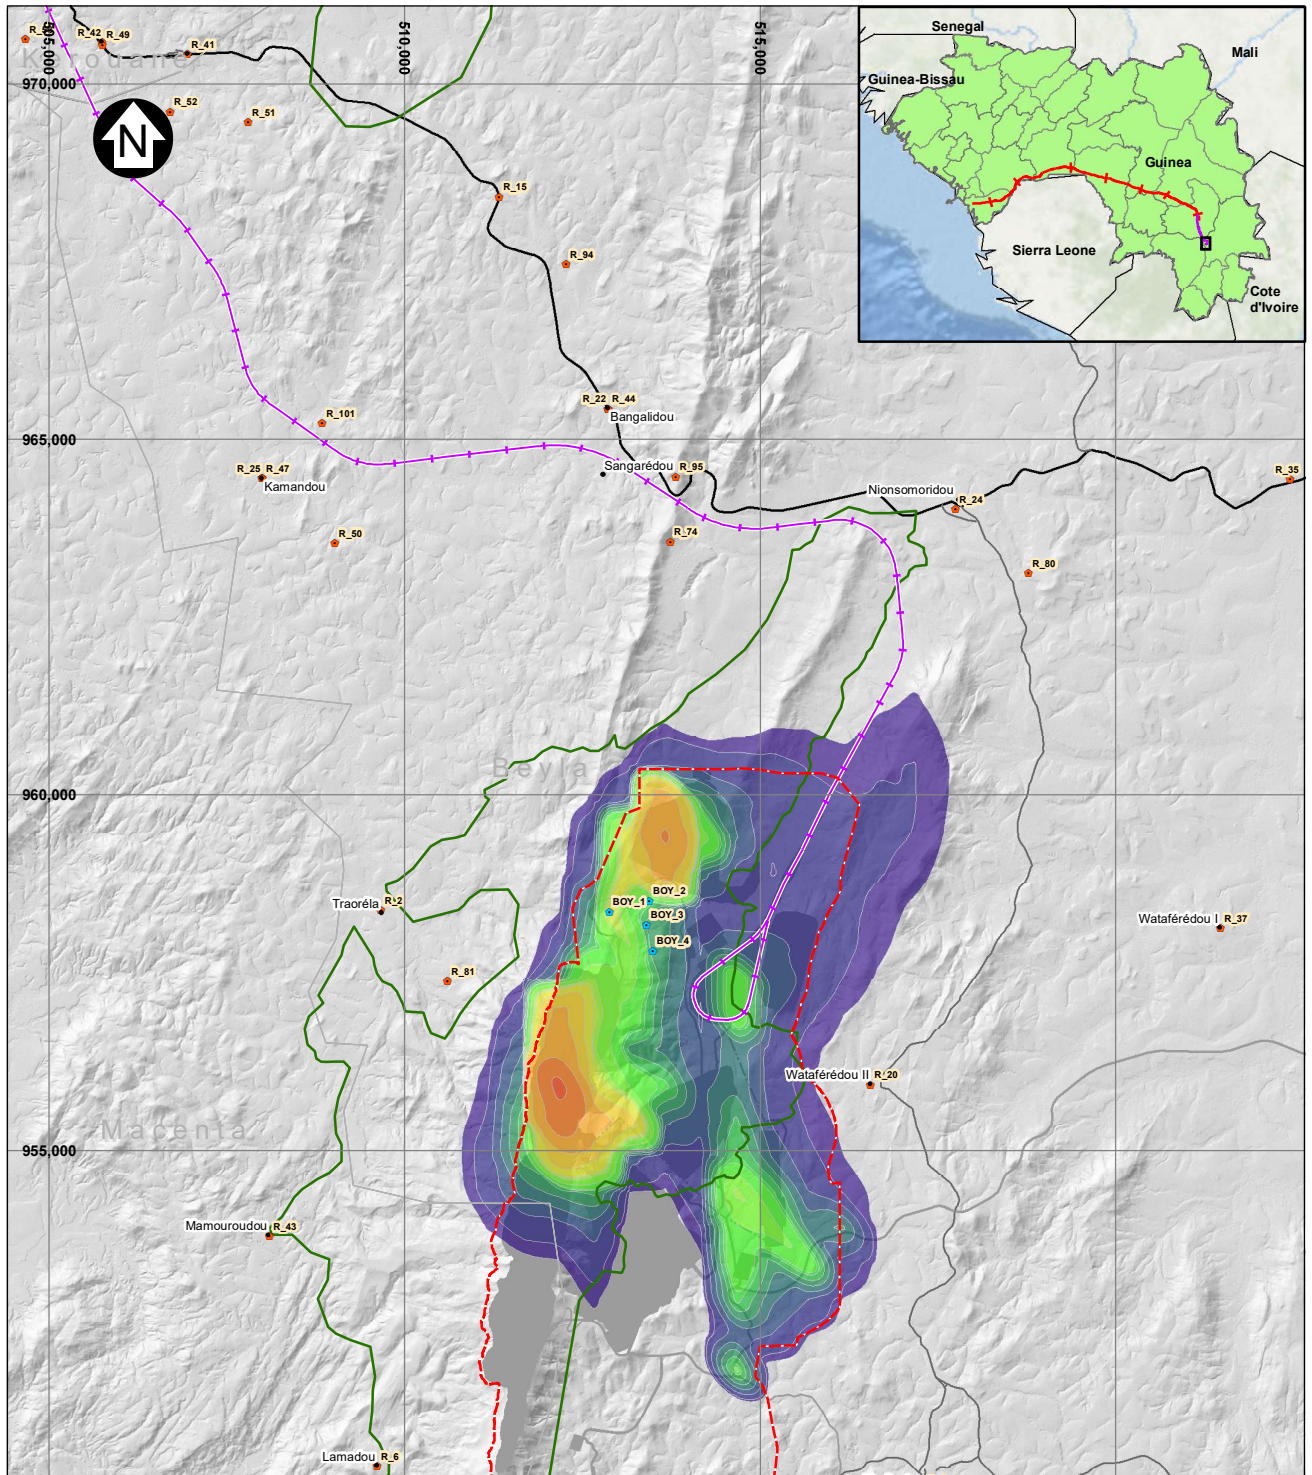 505,000
510,000
515,000
R_42
R_49
R_41
970,000
R_52
R_51
N
R_15
R_94
Senegal
Mali
Guinea-Bissau
Guinea
Sierra Leone
Cote
d'Ivoire
R_22
R_44
Bangalidou
R_101
965,000
R_25
R_47
Kamandou
Sangarédou
R_95
R_35
Nionsomoridou
R_24
R_50
R_74
R_80
Beyla
960,000
BOY_2
BOY_1
BOY_3
BOY_4
Traoréla
R_2
Wataférédou I
R_37
R_81
Wataférédou II
R_20
Macenta
955,000
Mamouroudou
R_43
Lamadou
R_6